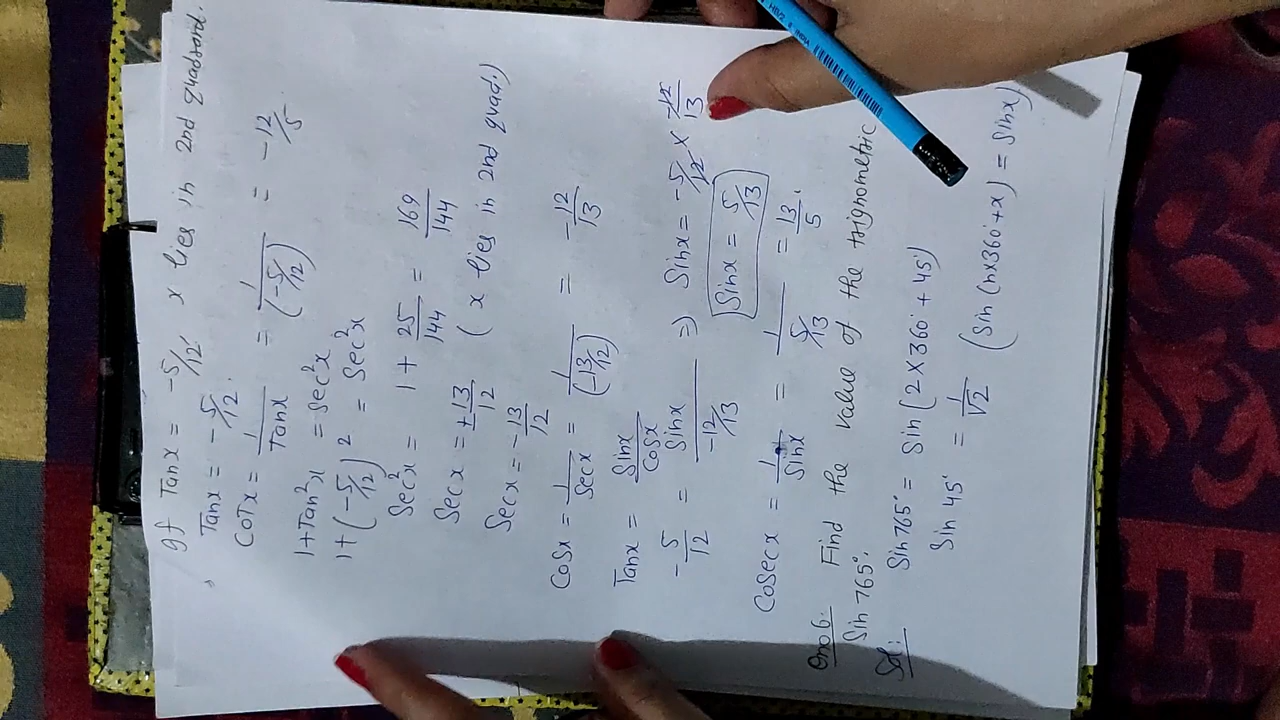 If Tanx = -5/12, x lies in 2nd quadrant.
Tanx = -5/12.
CoTx = 1/Tanx = 1/(-5/12) = -12/5
1+Tan²x = Sec²x
1+(-5/12)² = Sec²x
Sec²x = 1 + 25/144 = 169/144
Secx = ±13/12
Secx = -13/12 (x lies in 2nd quad.)
Cosx = 1/Secx = 1/(-13/12) = -12/13
Tanx = Sinx/Cosx
-5/12 = Sinx/-12/13 => Sinx = -5/12 × -12/13
Sinx = 5/13
Cosecx = 1/Sinx = 1/5/13 = 13/5.
Qno6: Find the value of the trignometric
Sin 765°.
Sol: Sin 765° = Sin(2×360° + 45°)
Sin 45° = 1/√2 (Sin(n×360°+x) = Sinx)
HB/2 INDIA